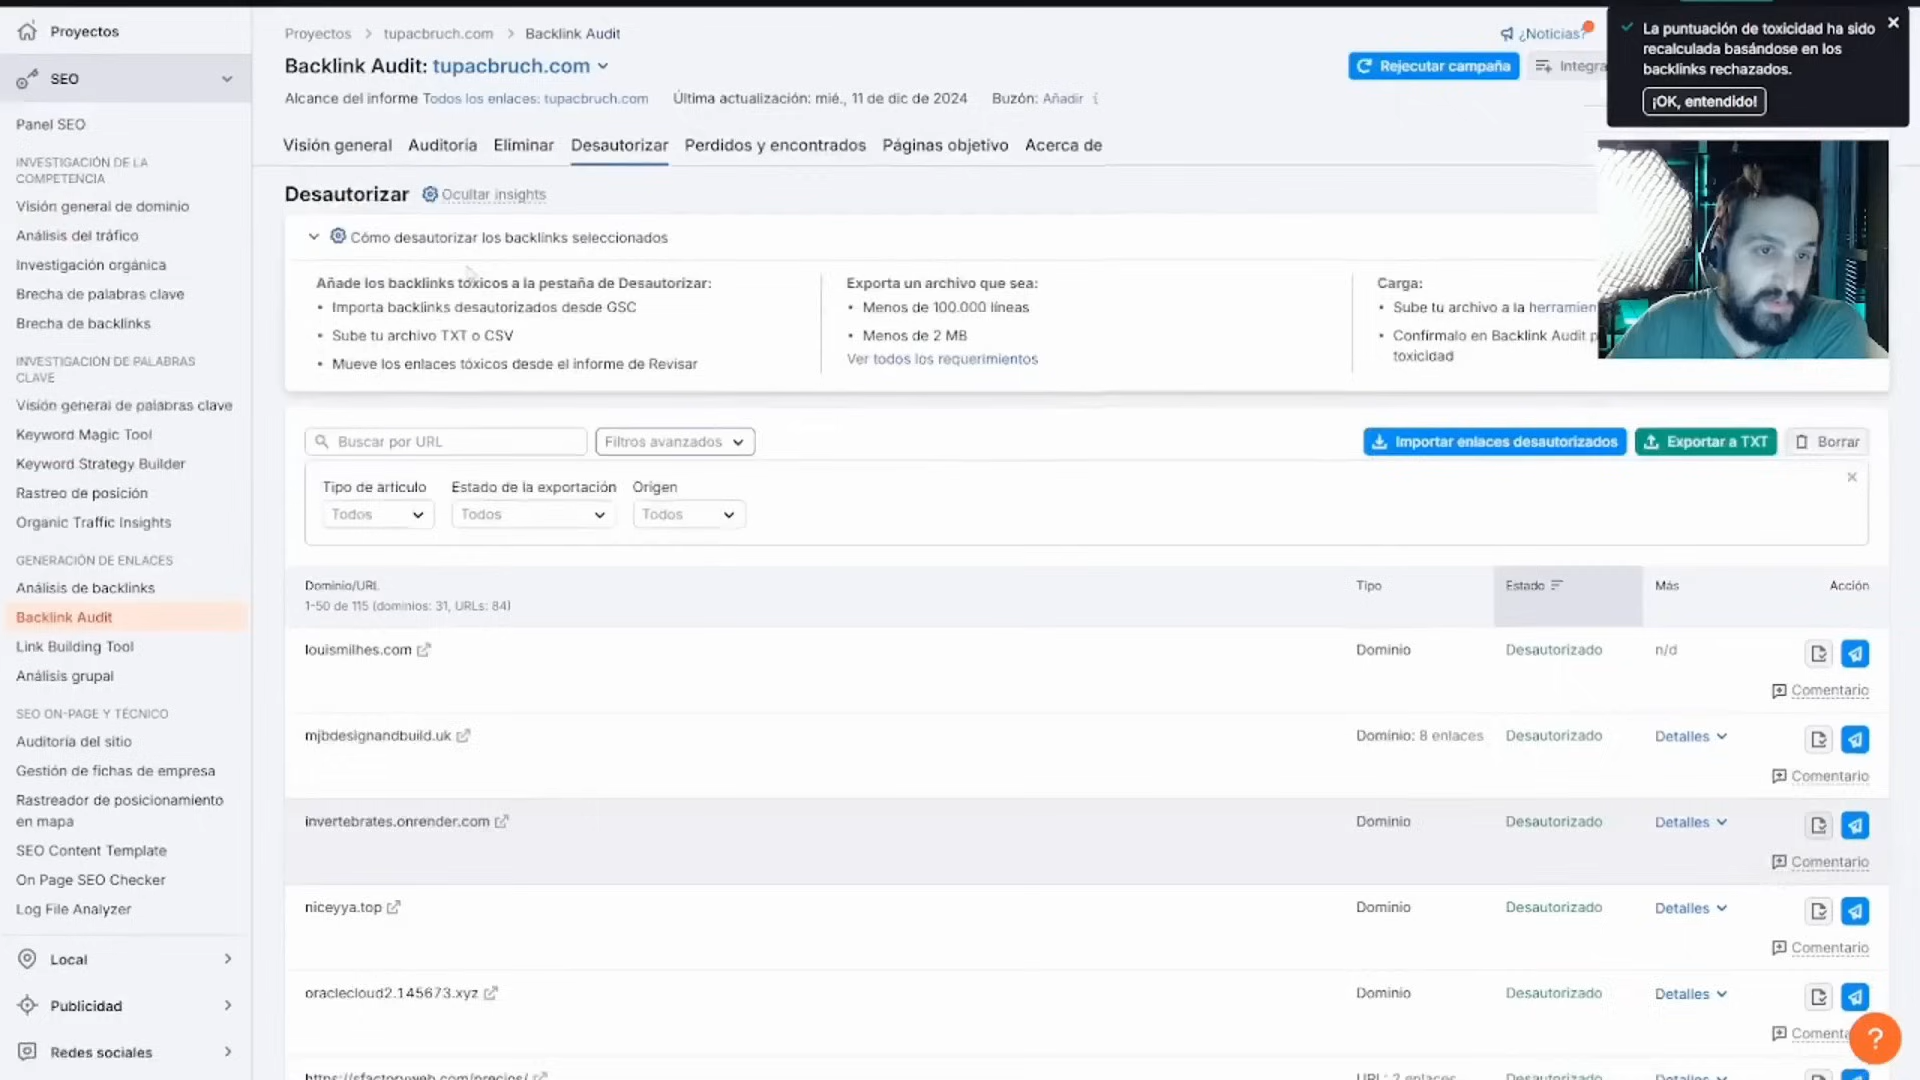 Proyectos
SEO
Panel SEO
INVESTIGACIÓN DE LA
COMPETENCIA
Visión general de dominio
Análisis del tráfico
Investigación orgánica
Brecha de palabras clave
Brecha de backlinks
INVESTIGACIÓN DE PALABRAS
CLAVE
Visión general de palabras clave
Keyword Magic Tool
Keyword Strategy Builder
Rastreo de posición
Organic Traffic Insights
GENERACIÓN DE ENLACES
Análisis de backlinks
Backlink Audit
Link Building Tool
Análisis grupal
SEO ON-PAGE Y TÉCNICO
Auditoría del sitio
Gestión de fichas de empresa
Rastreador de posicionamiento
en mapa
SEO Content Template
On Page SEO Checker
Log File Analyzer
Local
Publicidad
Redes sociales
Proyectos > tupacbruch.com > Backlink Audit
¿Noticias?
Backlink Audit: tupacbruch.com
Rejecutar campaña
Integra
Alcance del informe Todos los enlaces: tupacbruch.com Última actualización: mié., 11 de dic de 2024 Buzón: Añadir i
La puntuación de toxicidad ha sido
recalculada basándose en los
backlinks rechazados.
¡OK, entendido!
Visión general Auditoría Eliminar Desautorizar Perdidos y encontrados Páginas objetivo Acerca de
Desautorizar Ocultar insights
Cómo desautorizar los backlinks seleccionados
Añade los backlinks tóxicos a la pestaña de Desautorizar:
• Importa backlinks desautorizados desde GSC
• Sube tu archivo TXT o CSV
• Mueve los enlaces tóxicos desde el informe de Revisar
Exporta un archivo que sea:
• Menos de 100.000 líneas
• Menos de 2 MB
Ver todos los requerimientos
Carga:
• Sube tu archivo a la herramien
• Confírmalo en Backlink Audit p
toxicidad
Buscar por URL
Filtros avanzados
Importar enlaces desautorizados
Exportar a TXT
Borrar
Tipo de artículo Estado de la exportación Origen
Todos Todos Todos
Dominio/URL Tipo Estado Más Acción
1-50 de 115 (dominios: 31, URLs: 84)
louismilhes.com Dominio Desautorizado n/d
Comentario
mjbdesignandbuild.uk Dominio: 8 enlaces Desautorizado Detalles
Comentario
invertebrates.onrender.com Dominio Desautorizado Detalles
Comentario
niceyya.top Dominio Desautorizado Detalles
Comentario
oraclecloud2.145673.xyz Dominio Desautorizado Detalles
Comenta
?
https://sfactoryweb.com/precios/ URL: 2 enlaces Desautorizado Detalles